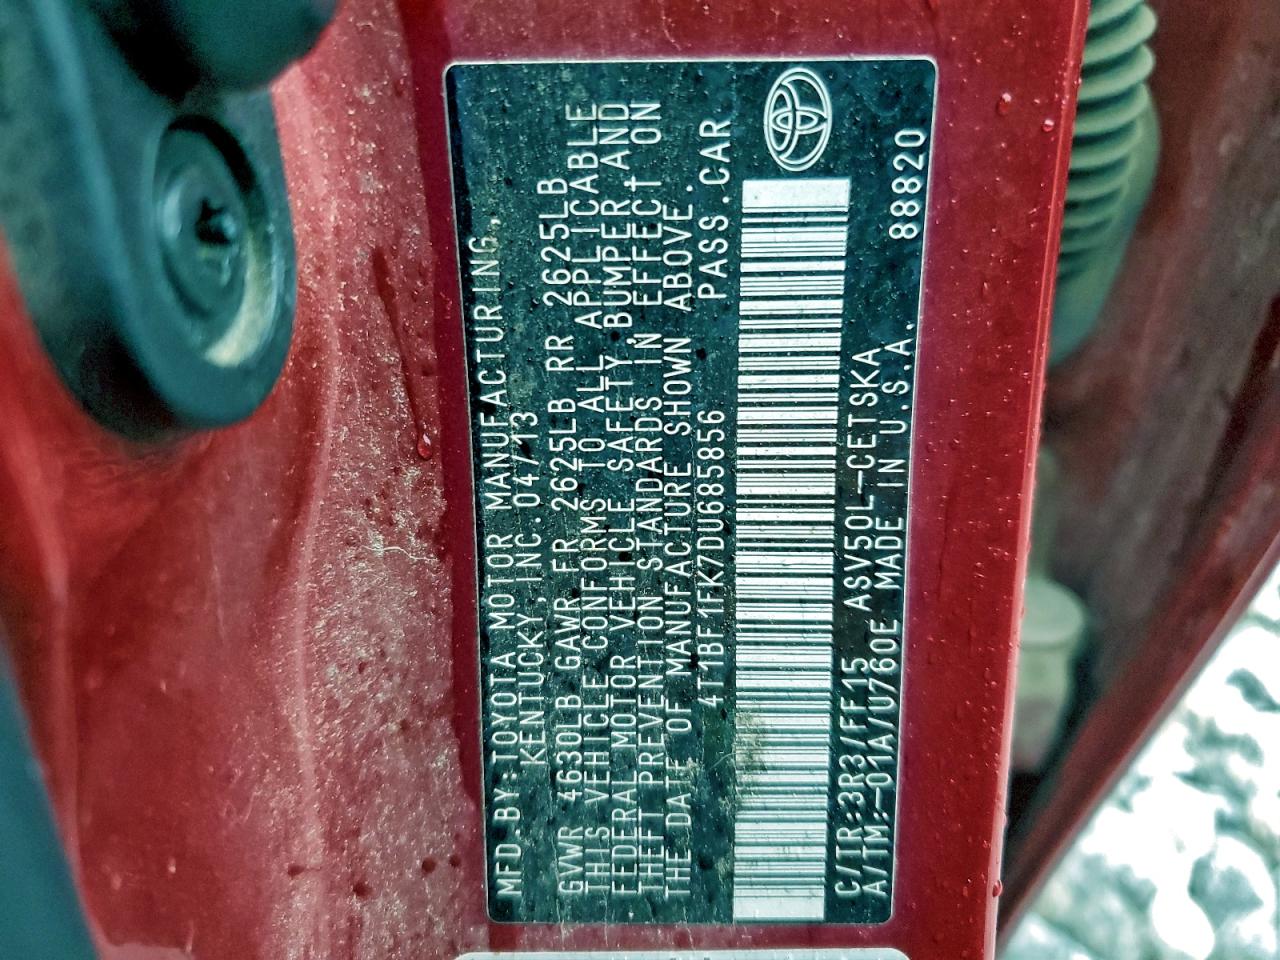 MFD.BY:TOYOTA MOTOR MANUFACTURING,
KENTUCKY,INC. 04/13
GVWR 4630LB GAWR FR 2625LB RR 2625LB
THIS VEHICLE CONFORMS TO ALL APPLICABLE
FEDERAL MOTOR VEHICLE SAFETY,BUMPER,AND
THEFT PREVENTION STANDARDS IN EFFECT ON
THE DATE OF MANUFACTURE SHOWN ABOVE.
4T1BF1FK7DU685856 PASS.CAR
C/TR:3R3/FF15 ASV50L-CETSKA
A/TM:-01A/U760E MADE IN U.S.A. 88820